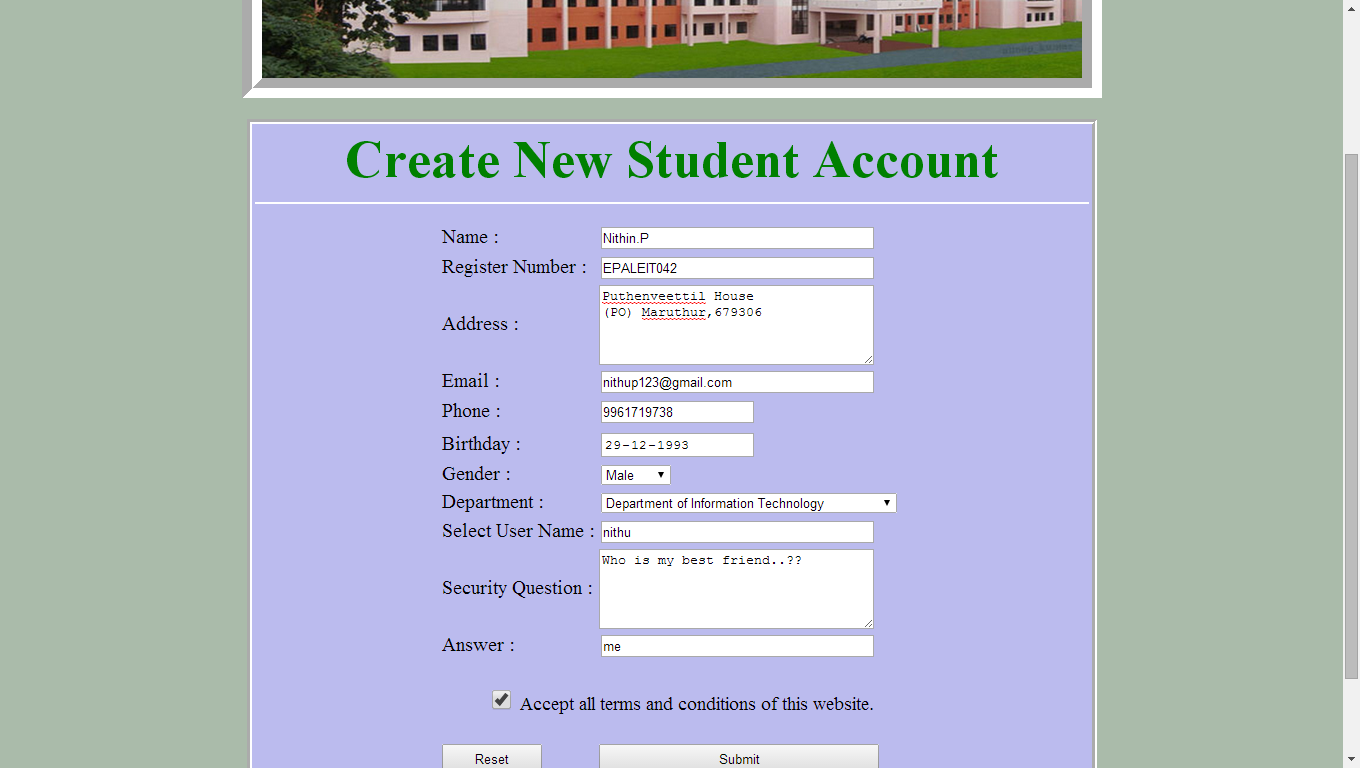 Create New Student Account
Name : Nithin.P
Register Number : EPALEIT042
Address : Puthenveettil House
(PO) Maruthur,679306
Email : nithup123@gmail.com
Phone : 9961719738
Birthday : 29-12-1993
Gender : Male
Department : Department of Information Technology
Select User Name : nithu
Security Question : Who is my best friend..??
Answer : me
Accept all terms and conditions of this website.
Reset Submit